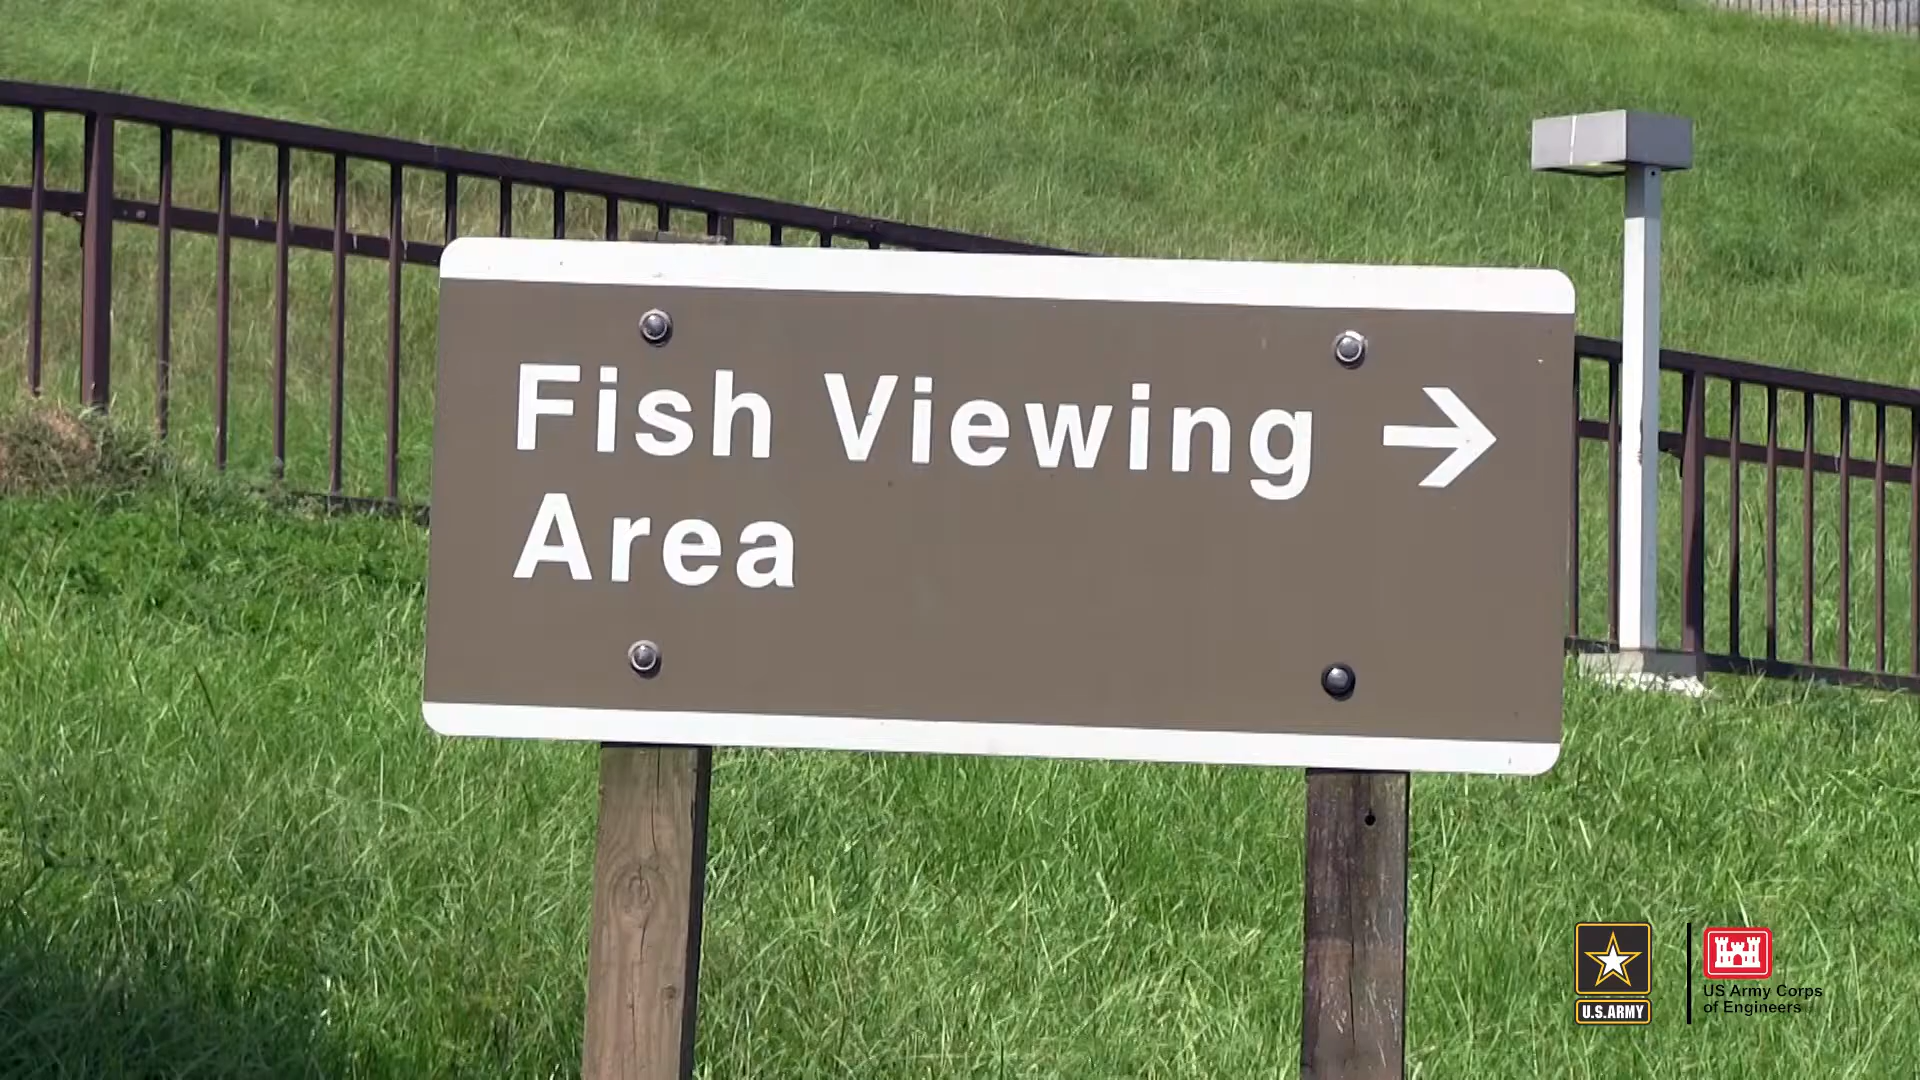 Fish Viewing →
Area
U.S.ARMY
US Army Corps
of Engineers